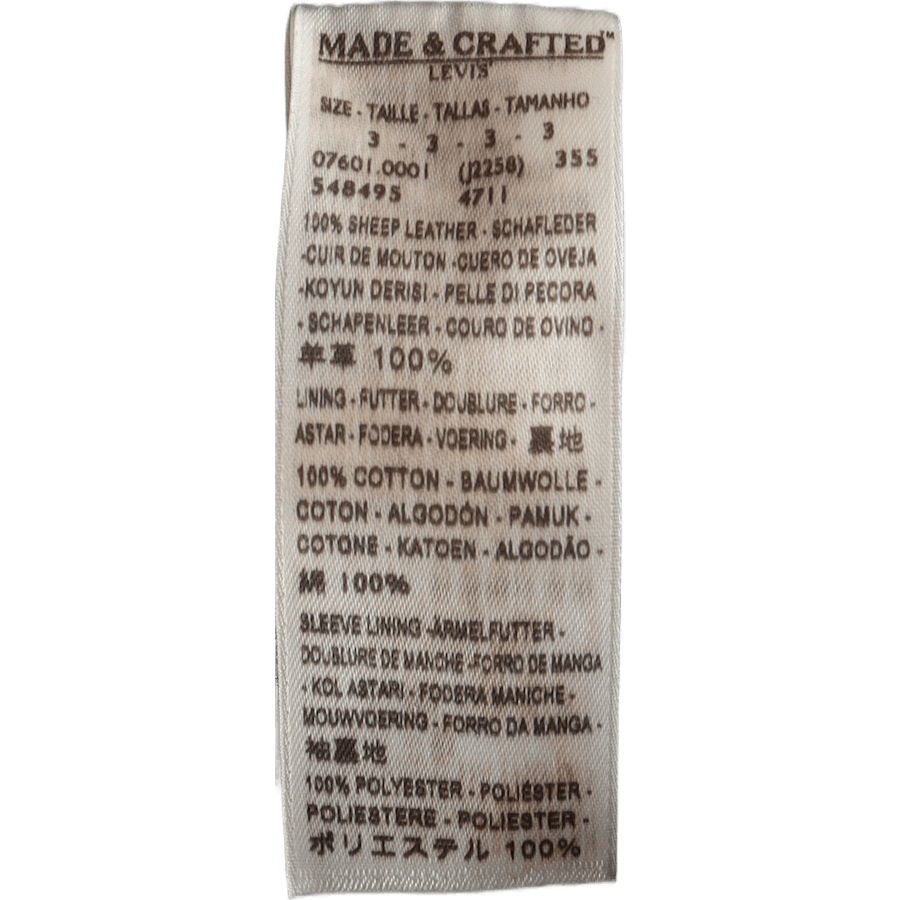 MADE & CRAFTED™
LEVI'S®
SIZE - TAILLE - TALLAS - TAMANHO
3 - 3 - 3 - 3
07601.0001 (J2258) 355
548495 4711
100% SHEEP LEATHER - SCHAFLEDER
-CUIR DE MOUTON -CUERO DE OVEJA
-KOYUN DERISI - PELLE DI PECORA
- SCHAPENLEER - COURO DE OVINO -
羊革 100%
LINING - FUTTER - DOUBLURE - FORRO -
ASTAR - FODERA - VOERING - 裏地
100% COTTON - BAUMWOLLE -
COTON - ALGODÓN - PAMUK -
COTONE - KATOEN - ALGODÃO -
綿 100%
SLEEVE LINING -ÄRMELFUTTER -
DOUBLURE DE MANCHE -FORRO DE MANGA
- KOL ASTARI - FODERA MANICHE -
MOUWVOERING - FORRO DA MANGA -
袖裏地
100% POLYESTER - POLIÉSTER -
POLIESTERE - POLIESTER -
ポリエステル 100%